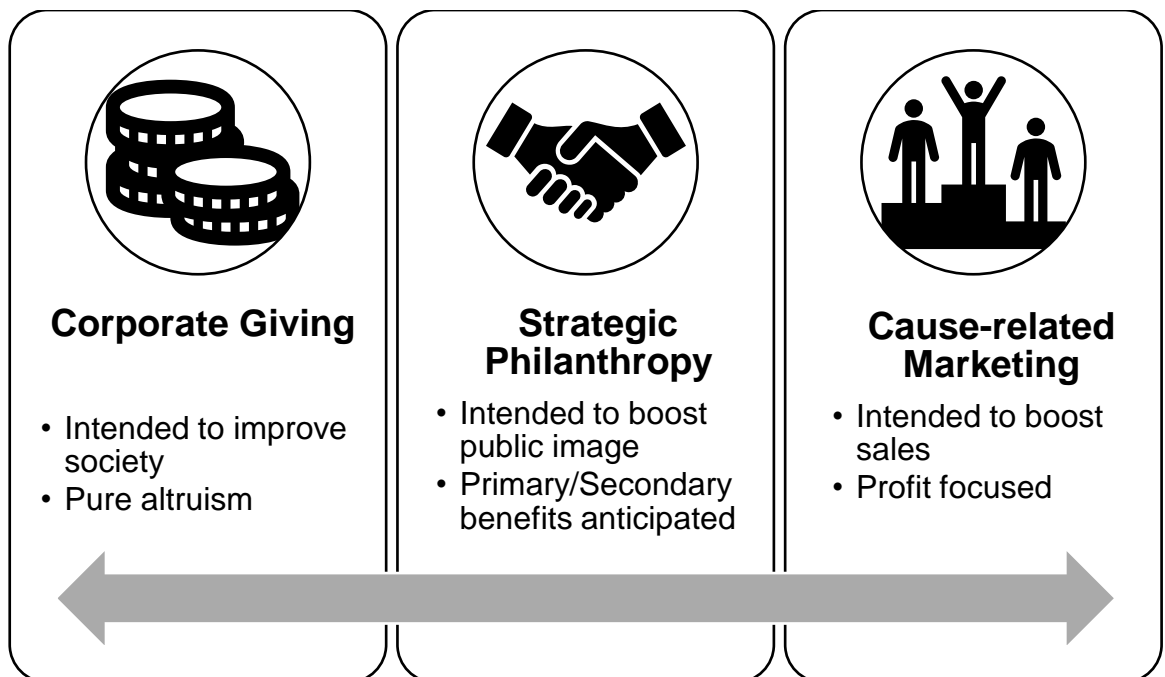 Corporate Giving
• Intended to improve
society
• Pure altruism
Strategic
Philanthropy
• Intended to boost
public image
• Primary/Secondary
benefits anticipated
Cause-related
Marketing
• Intended to boost
sales
• Profit focused